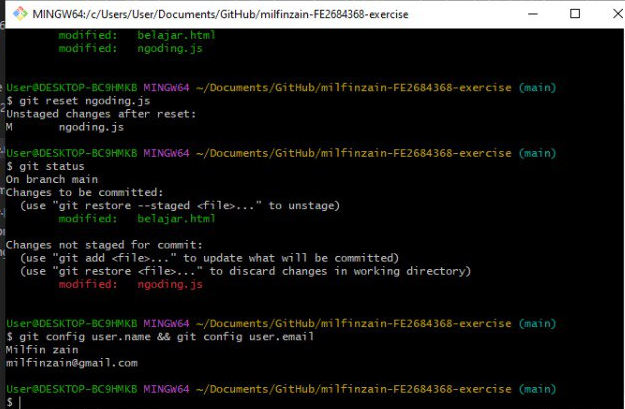 MINGW64:/c/Users/User/Documents/GitHub/milfinzain-FE2684368-exercise
modified:   belajar.html
modified:   ngoding.js
User@DESKTOP-BC9HMKB MINGW64 ~/Documents/GitHub/milfinzain-FE2684368-exercise (main)
$ git reset ngoding.js
Unstaged changes after reset:
M       ngoding.js
User@DESKTOP-BC9HMKB MINGW64 ~/Documents/GitHub/milfinzain-FE2684368-exercise (main)
$ git status
On branch main
Changes to be committed:
(use "git restore --staged <file>..." to unstage)
modified:   belajar.html
Changes not staged for commit:
(use "git add <file>..." to update what will be committed)
(use "git restore <file>..." to discard changes in working directory)
modified:   ngoding.js
User@DESKTOP-BC9HMKB MINGW64 ~/Documents/GitHub/milfinzain-FE2684368-exercise (main)
$ git config user.name && git config user.email
Milfin zain
milfinzain@gmail.com
User@DESKTOP-BC9HMKB MINGW64 ~/Documents/GitHub/milfinzain-FE2684368-exercise (main)
$